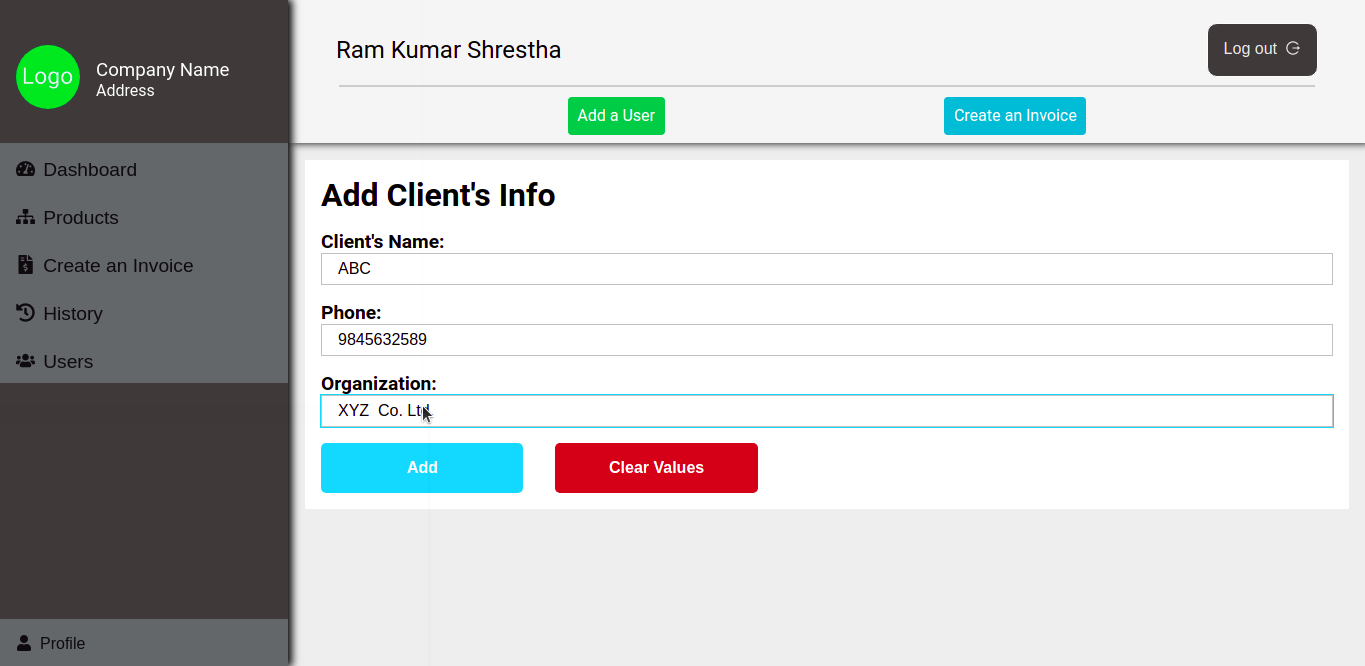 Logo
Company Name
Address
Dashboard
Products
Create an Invoice
History
Users
Profile
Ram Kumar Shrestha
Log out
Add a User
Create an Invoice
Add Client's Info
Client's Name:
ABC
Phone:
9845632589
Organization:
XYZ  Co. Ltd.
Add
Clear Values